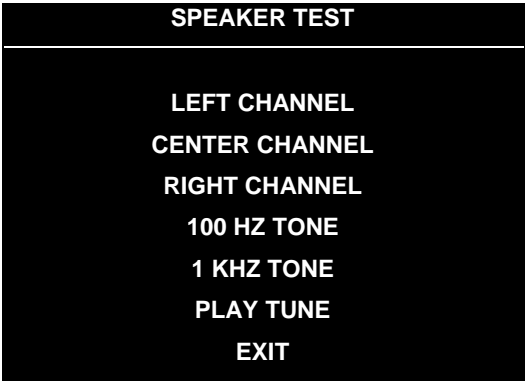 SPEAKER TEST
LEFT CHANNEL
CENTER CHANNEL
RIGHT CHANNEL
100 HZ TONE
1 KHZ TONE
PLAY TUNE
EXIT